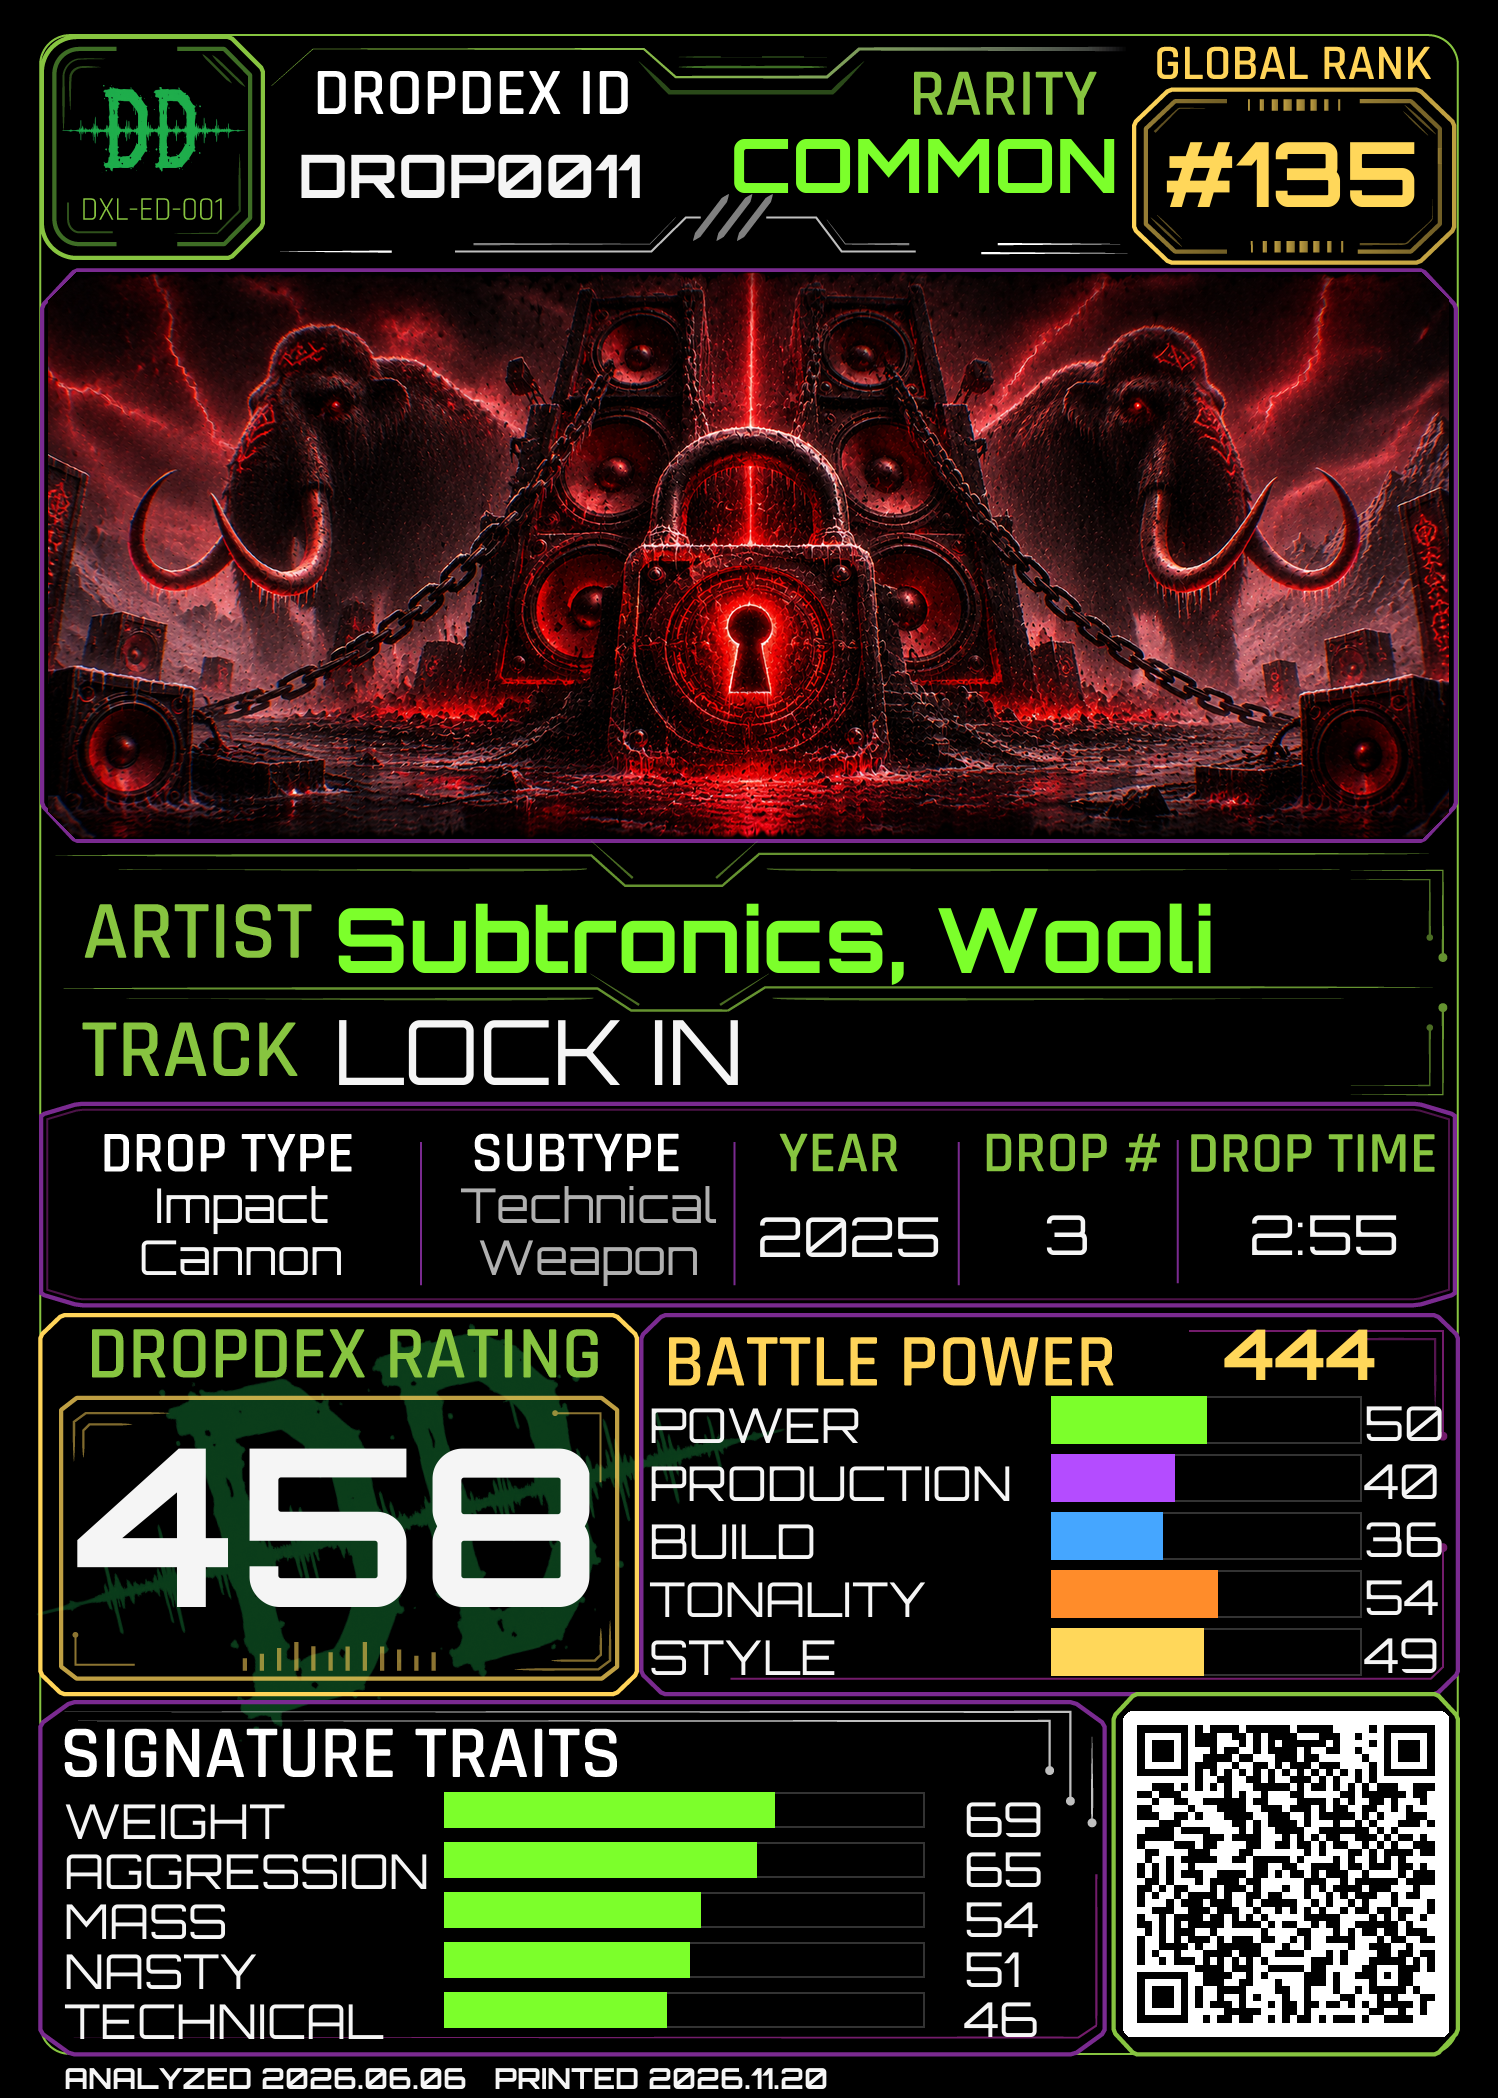 DD
DXL-ED-001
DROPDEX ID
DROP0011
RARITY
COMMON
GLOBAL RANK
#135
ARTIST Subtronics, Wooli
TRACK LOCK IN
DROP TYPE
Impact
Cannon
SUBTYPE
Technical
Weapon
YEAR
2025
DROP #
3
DROP TIME
2:55
DROPDEX RATING
458
BATTLE POWER 444
POWER 50
PRODUCTION 40
BUILD 36
TONALITY 54
STYLE 49
SIGNATURE TRAITS
WEIGHT 69
AGGRESSION 65
MASS 54
NASTY 51
TECHNICAL 46
ANALYZED 2026.06.06 PRINTED 2026.11.20